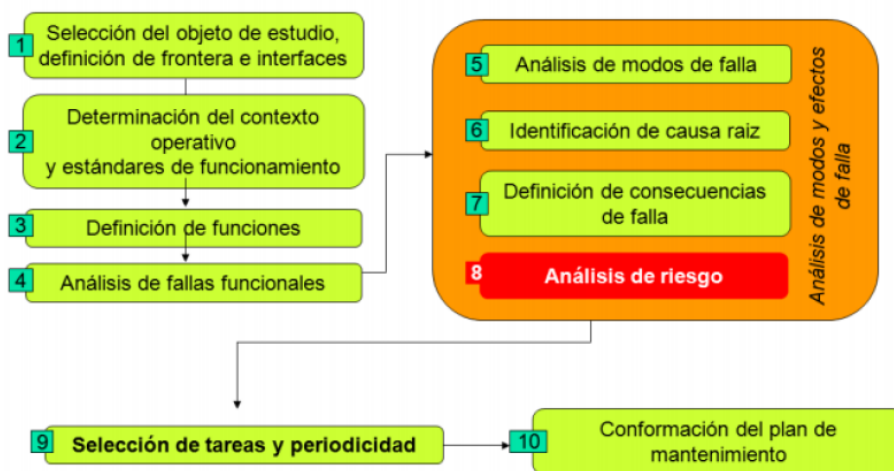 1
Selección del objeto de estudio,
definición de frontera e interfaces
2
Determinación del contexto
operativo
y estándares de funcionamiento
3
Definición de funciones
4
Análisis de fallas funcionales
5
Análisis de modos de falla
6
Identificación de causa raiz
7
Definición de consecuencias
de falla
8
Análisis de riesgo
Análisis de modos y efectos
de falla
9
Selección de tareas y periodicidad
10
Conformación del plan de
mantenimiento